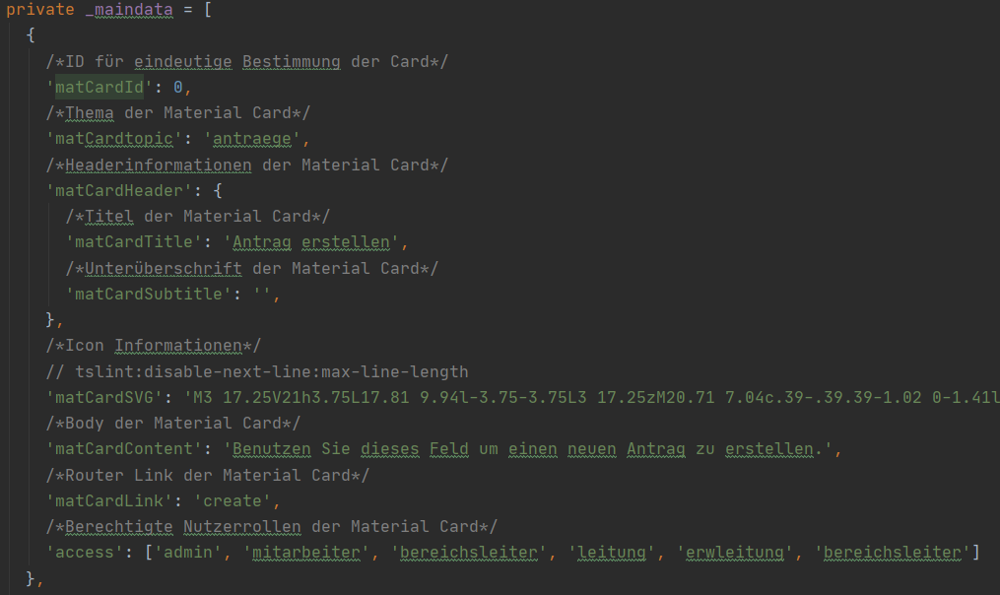 private _maindata = [
{
/*ID für eindeutige Bestimmung der Card*/
'matCardId': 0,
/*Thema der Material Card*/
'matCardtopic': 'antraege',
/*Headerinformationen der Material Card*/
'matCardHeader': {
/*Titel der Material Card*/
'matCardTitle': 'Antrag erstellen',
/*Unterüberschrift der Material Card*/
'matCardSubtitle': '',
},
/*Icon Informationen*/
// tslint:disable-next-line:max-line-length
'matCardSVG': 'M3 17.25V21h3.75L17.81 9.94l-3.75-3.75L3 17.25zM20.71 7.04c.39-.39.39-1.02 0-1.41l
/*Body der Material Card*/
'matCardContent': 'Benutzen Sie dieses Feld um einen neuen Antrag zu erstellen.',
/*Router Link der Material Card*/
'matCardLink': 'create',
/*Berechtigte Nutzerrollen der Material Card*/
'access': ['admin', 'mitarbeiter', 'bereichsleiter', 'leitung', 'erwleitung', 'bereichsleiter']
},